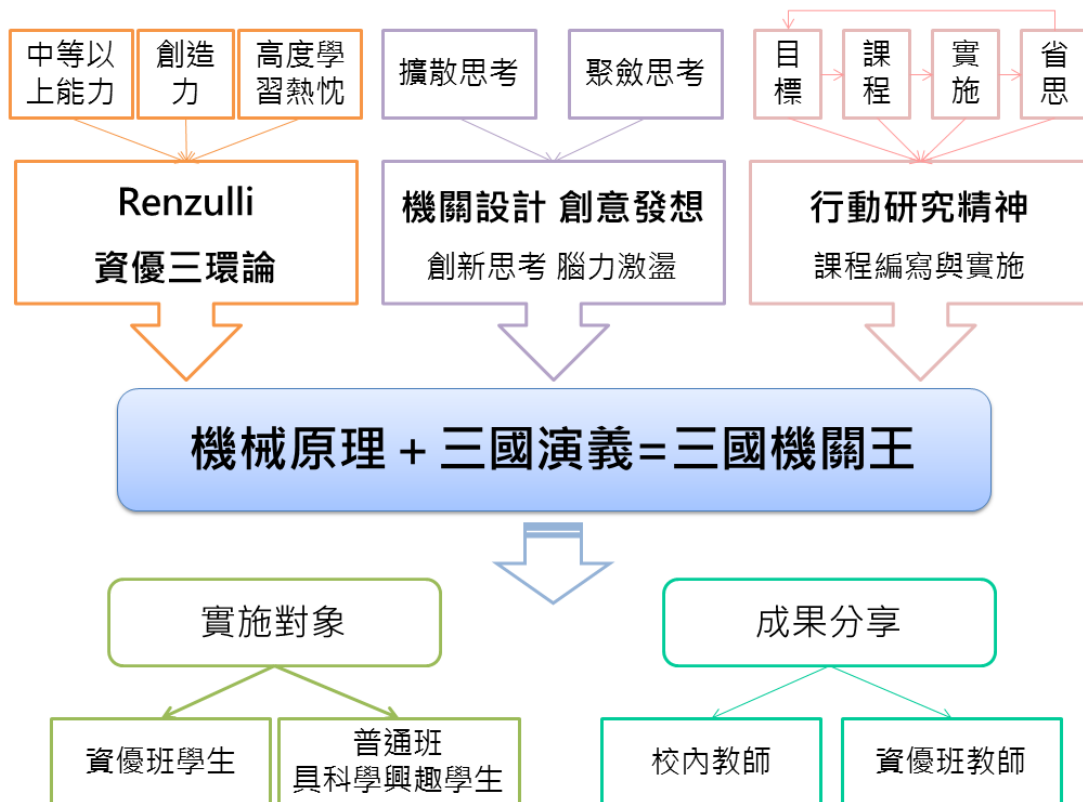 中等以
上能力
創造
力
高度學
習熱忱
擴散思考
聚斂思考
目
標
課
程
實
施
省
思
Renzulli
資優三環論
機關設計 創意發想
創新思考 腦力激盪
行動研究精神
課程編寫與實施
機械原理 + 三國演義=三國機關王
實施對象
成果分享
資優班學生
普通班
具科學興趣學生
校內教師
資優班教師